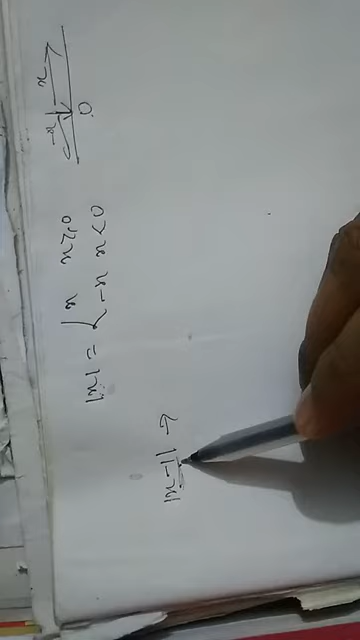 |x| = { x x ≥ 0
-x x < 0
-x x
0
|x-1| →